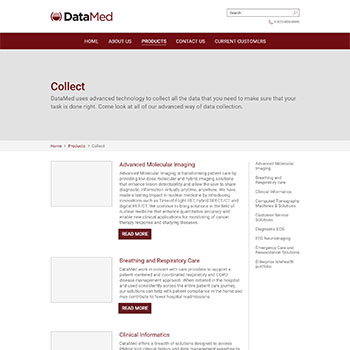 DataMed
Search
HOME ABOUT US PRODUCTS CONTACT US CURRENT CUSTOMERS
Collect
DataMed uses advanced technology to collect all the data that you need to make sure that your
task is done right. Come look at all of our advanced way of data collection.
Home > Products > Collect
Advanced Molecular Imaging
Advanced Molecular Imaging is transforming patient care by
providing low dose molecular and hybrid imaging solutions
that enhance lesion detectability and allow the user to share
diagnostic information virtually anytime, anywhere. We have
made a lasting impact in nuclear medicine by introducing
innovations such as Time-of-Flight PET, Hybrid SPECT/CT and
digital PET/CT. We continue to bring solutions in the field of
nuclear medicine that enhance quantitative accuracy and
enable new clinical applications for monitoring of cancer
therapy response and studying diseases.
READ MORE
Breathing and Respiratory Care
DataMed work in concert with care providers to support a
patient-centered and coordinated respiratory and COPD
disease management approach. When initiated in the hospital
and used consistently across the entire patient care journey,
our solutions can help with patient compliance in the home and
may contribute to fewer hospital readmissions.
READ MORE
Clinical Informatics
DataMed offers a breadth of solutions designed to access
Advanced Molecular
Imaging
Breathing and
Respiratory care
Clinical Informatics
Computed Tomography
Machines & Solutions
Customer Service
Solutions
Diagnostic ECG
EEG Neuroimaging
Emergency Care and
Resuscitation Solutions
Enterprise telehealth
portfolio